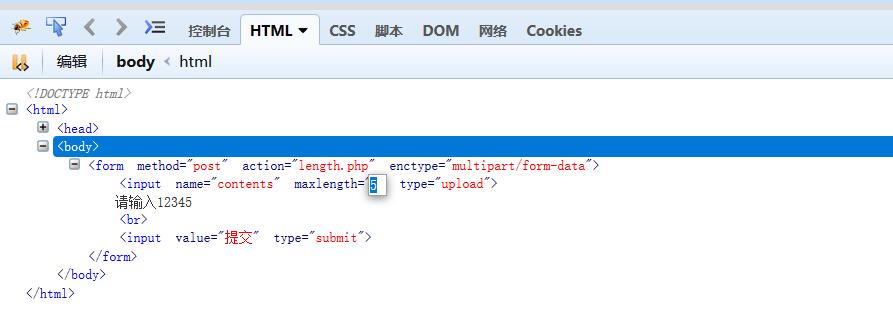 控制台 HTML CSS 脚本 DOM 网络 Cookies
编辑 body < html
<!DOCTYPE html>
<html>
<head>
<body>
<form method="post" action="length.php" enctype="multipart/form-data">
<input name="contents" maxlength="5 type="upload">
请输入12345
<br>
<input value="提交" type="submit">
</form>
</body>
</html>